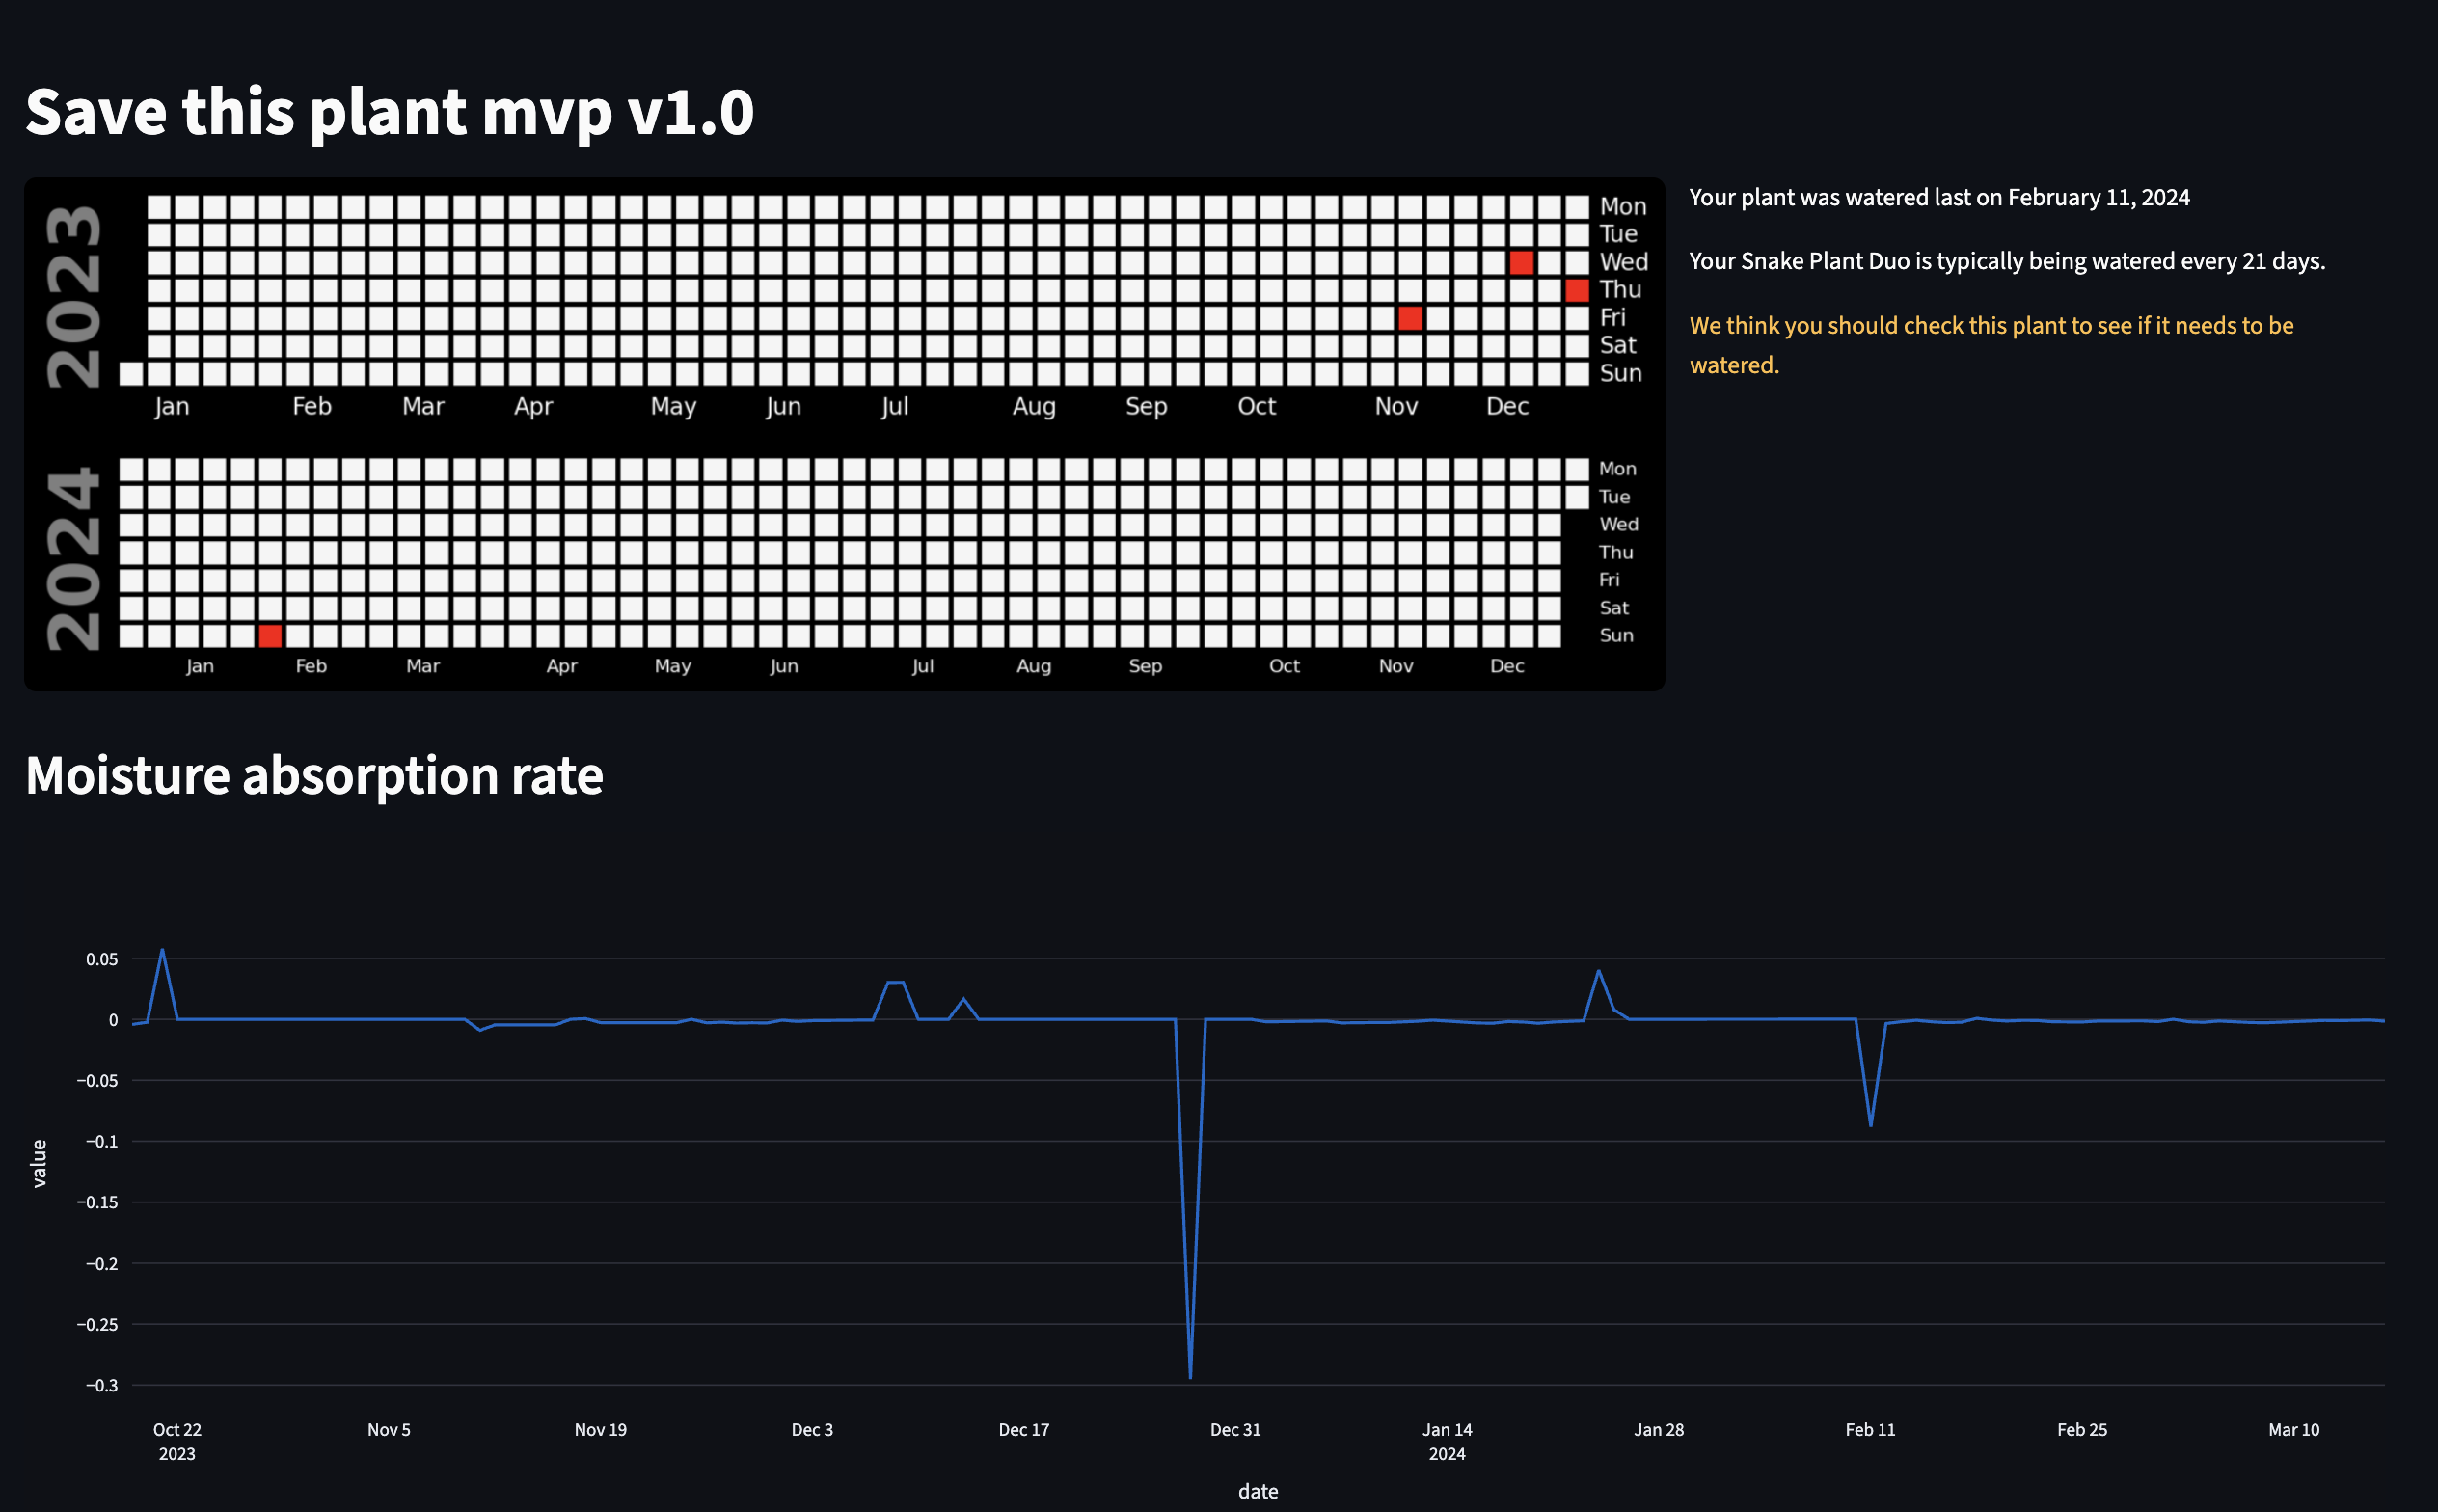 Save this plant mvp v1.0
2023
Mon
Tue
Wed
Thu
Fri
Sat
Sun
Jan Feb Mar Apr May Jun Jul Aug Sep Oct Nov Dec
2024
Mon
Tue
Wed
Thu
Fri
Sat
Sun
Jan Feb Mar Apr May Jun Jul Aug Sep Oct Nov Dec
Your plant was watered last on February 11, 2024
Your Snake Plant Duo is typically being watered every 21 days.
We think you should check this plant to see if it needs to be
watered.
Moisture absorption rate
0.05
0
−0.05
−0.1
−0.15
−0.2
−0.25
−0.3
value
Oct 22 Nov 5 Nov 19 Dec 3 Dec 17 Dec 31 Jan 14 Jan 28 Feb 11 Feb 25 Mar 10
2023 2024
date